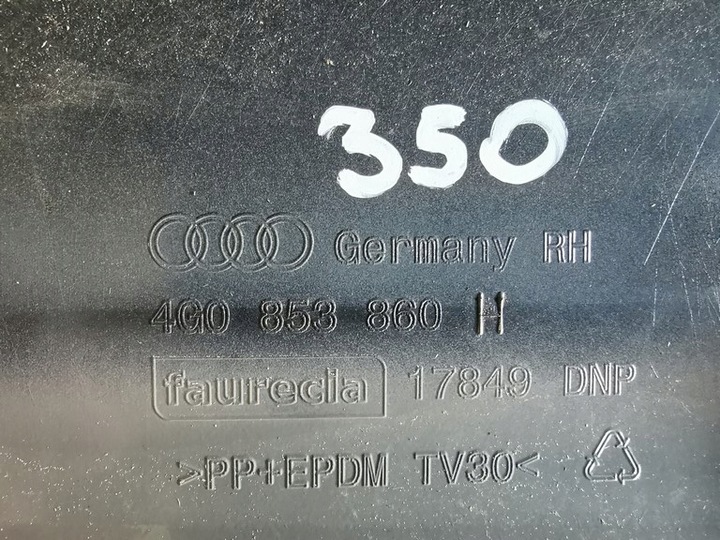 350
Germany RH
4G0 853 860 H
faurecia 17849 DNP
>PP+EPDM TV30<